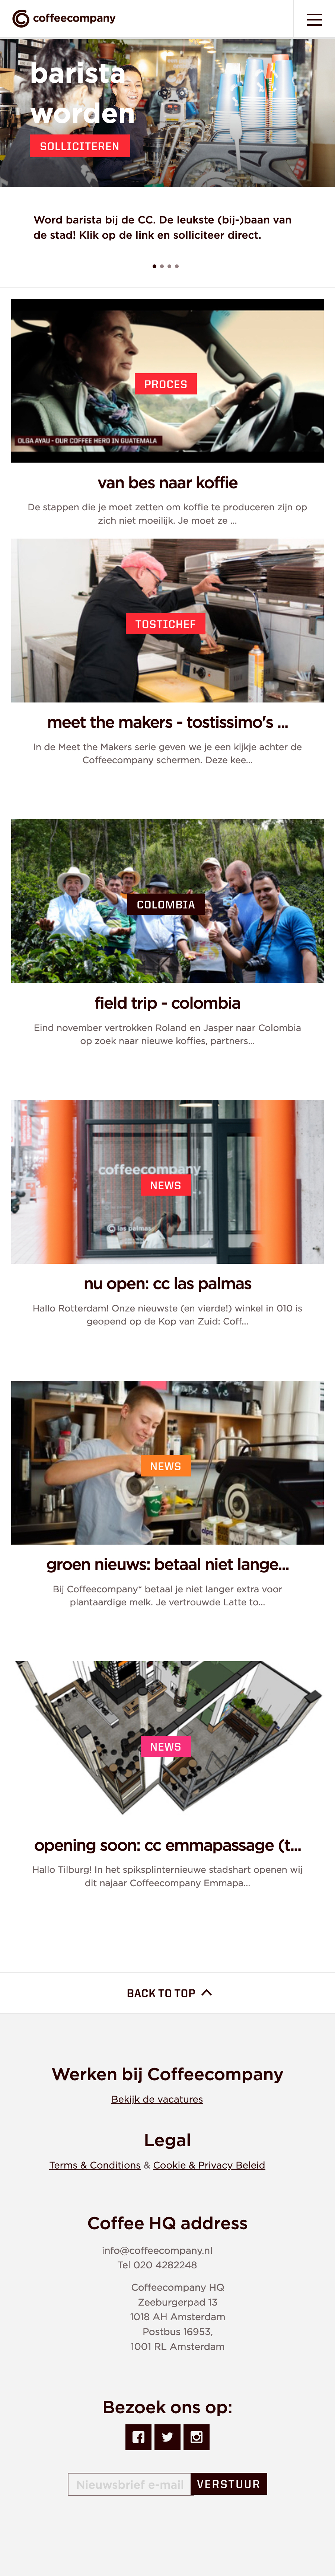 coffeecompany
barista
worden
SOLLICITEREN
Word barista bij de CC. De leukste (bij-)baan van
de stad! Klik op de link en solliciteer direct.
PROCES
OLGA AYAU - OUR COFFEE HERO IN GUATEMALA
van bes naar koffie
De stappen die je moet zetten om koffie te produceren zijn op
zich niet moeilijk. Je moet ze ...
TOSTICHEF
meet the makers - tostissimo's ...
In de Meet the Makers serie geven we je een kijkje achter de
Coffeecompany schermen. Deze kee...
COLOMBIA
field trip - colombia
Eind november vertrokken Roland en Jasper naar Colombia
op zoek naar nieuwe koffies, partners...
coffeecompany
NEWS
las palmas
nu open: cc las palmas
Hallo Rotterdam! Onze nieuwste (en vierde!) winkel in 010 is
geopend op de Kop van Zuid: Coff...
NEWS
groen nieuws: betaal niet lange...
Bij Coffeecompany* betaal je niet langer extra voor
plantaardige melk. Je vertrouwde Latte to...
NEWS
opening soon: cc emmapassage (t...
Hallo Tilburg! In het spiksplinternieuwe stadshart openen wij
dit najaar Coffeecompany Emmapa...
BACK TO TOP
Werken bij Coffeecompany
Bekijk de vacatures
Legal
Terms & Conditions & Cookie & Privacy Beleid
Coffee HQ address
info@coffeecompany.nl
Tel 020 4282248
Coffeecompany HQ
Zeeburgerpad 13
1018 AH Amsterdam
Postbus 16953,
1001 RL Amsterdam
Bezoek ons op:
Nieuwsbrief e-mail VERSTUUR